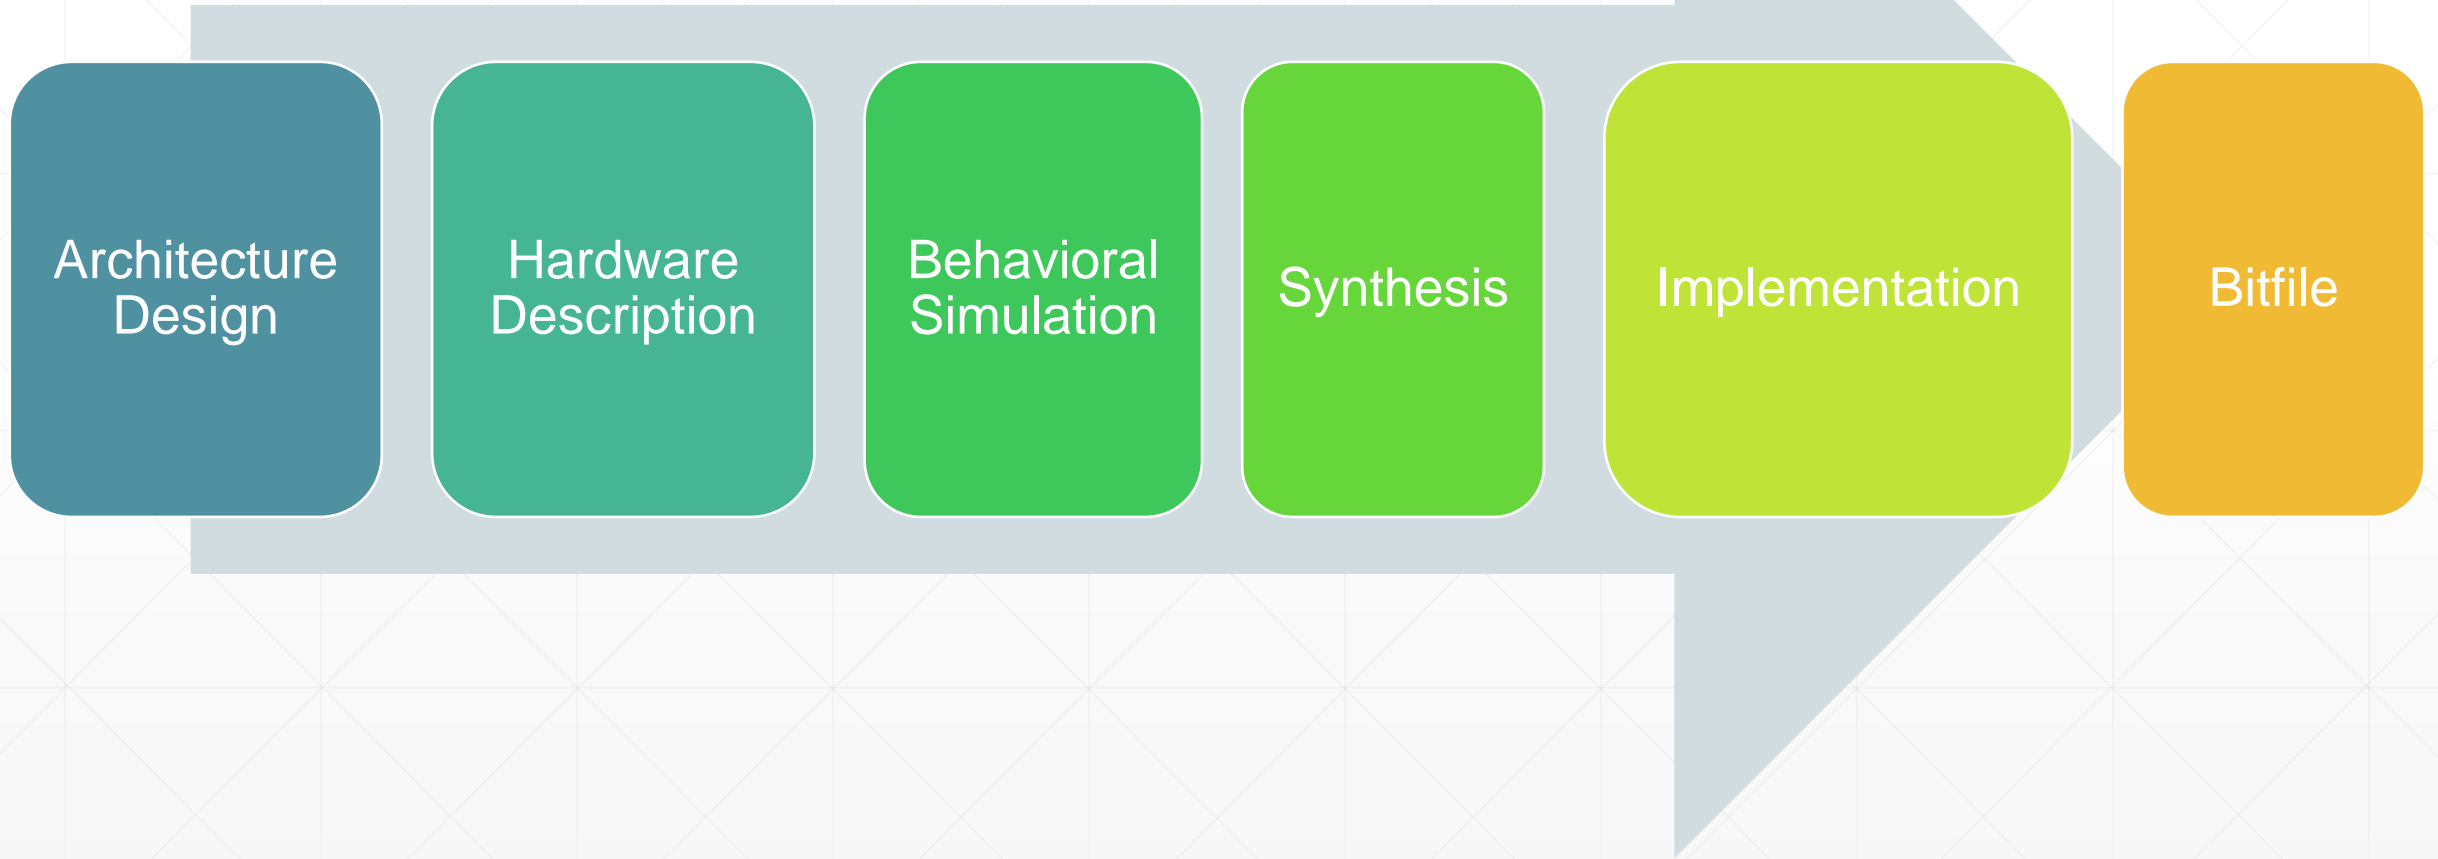 Architecture
Design
Hardware
Description
Behavioral
Simulation
Synthesis
Implementation
Bitfile